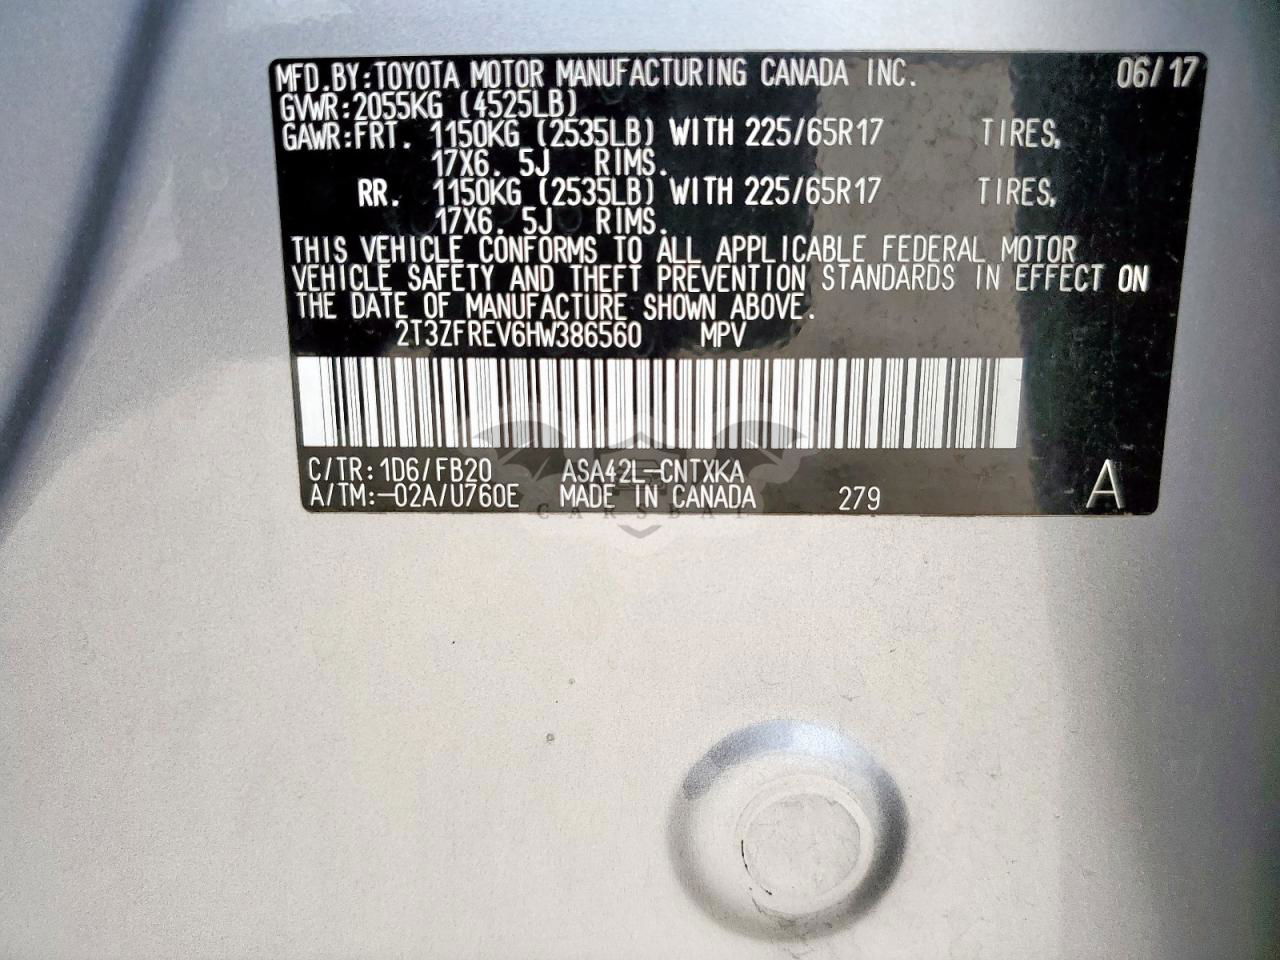 MFD.BY:TOYOTA MOTOR MANUFACTURING CANADA INC. 06/17
GVWR:2055KG (4525LB)
GAWR:FRT. 1150KG (2535LB) WITH 225/65R17 TIRES,
17X6. 5J RIMS.
RR. 1150KG (2535LB) WITH 225/65R17 TIRES,
17X6. 5J RIMS.
THIS VEHICLE CONFORMS TO ALL APPLICABLE FEDERAL MOTOR
VEHICLE SAFETY AND THEFT PREVENTION STANDARDS IN EFFECT ON
THE DATE OF MANUFACTURE SHOWN ABOVE.
2T3ZFREV6HW386560 MPV
C/TR: 1D6/FB20 ASA42L-CNTXKA
A/TM:-02A/U760E MADE IN CANADA 279 A
CARSBAT